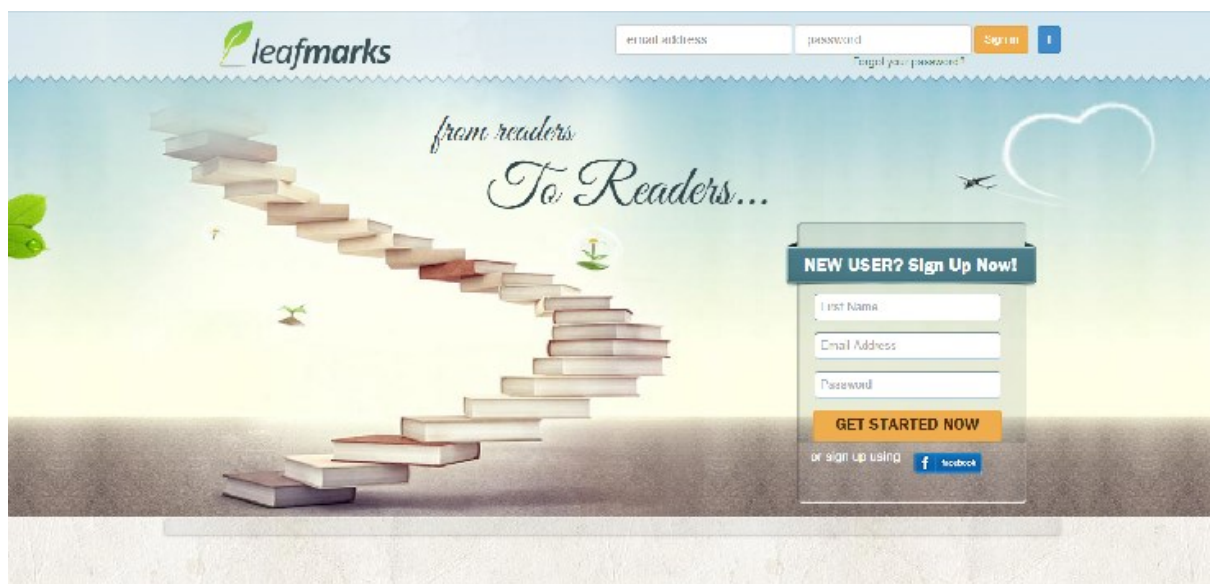 leafmarks
email address
password
Sign in
f
Forgot your password?
from readers
To Readers...
NEW USER? Sign Up Now!
First Name
Email Address
Password
GET STARTED NOW
or sign up using
f facebook